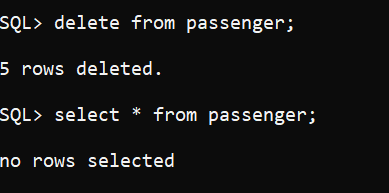 SQL> delete from passenger;
5 rows deleted.
SQL> select * from passenger;
no rows selected